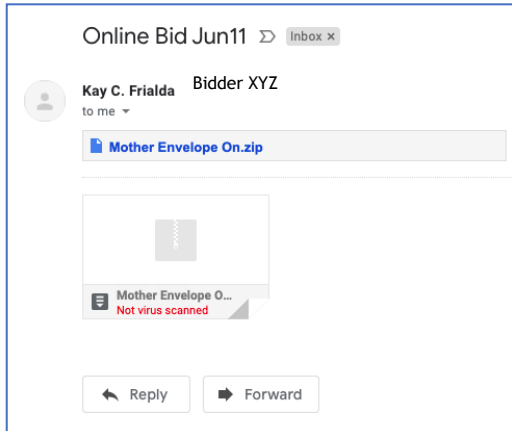 Online Bid Jun11 Inbox ×
Kay C. Frialda Bidder XYZ
to me
Mother Envelope On.zip
Mother Envelope O...
Not virus scanned
Reply Forward